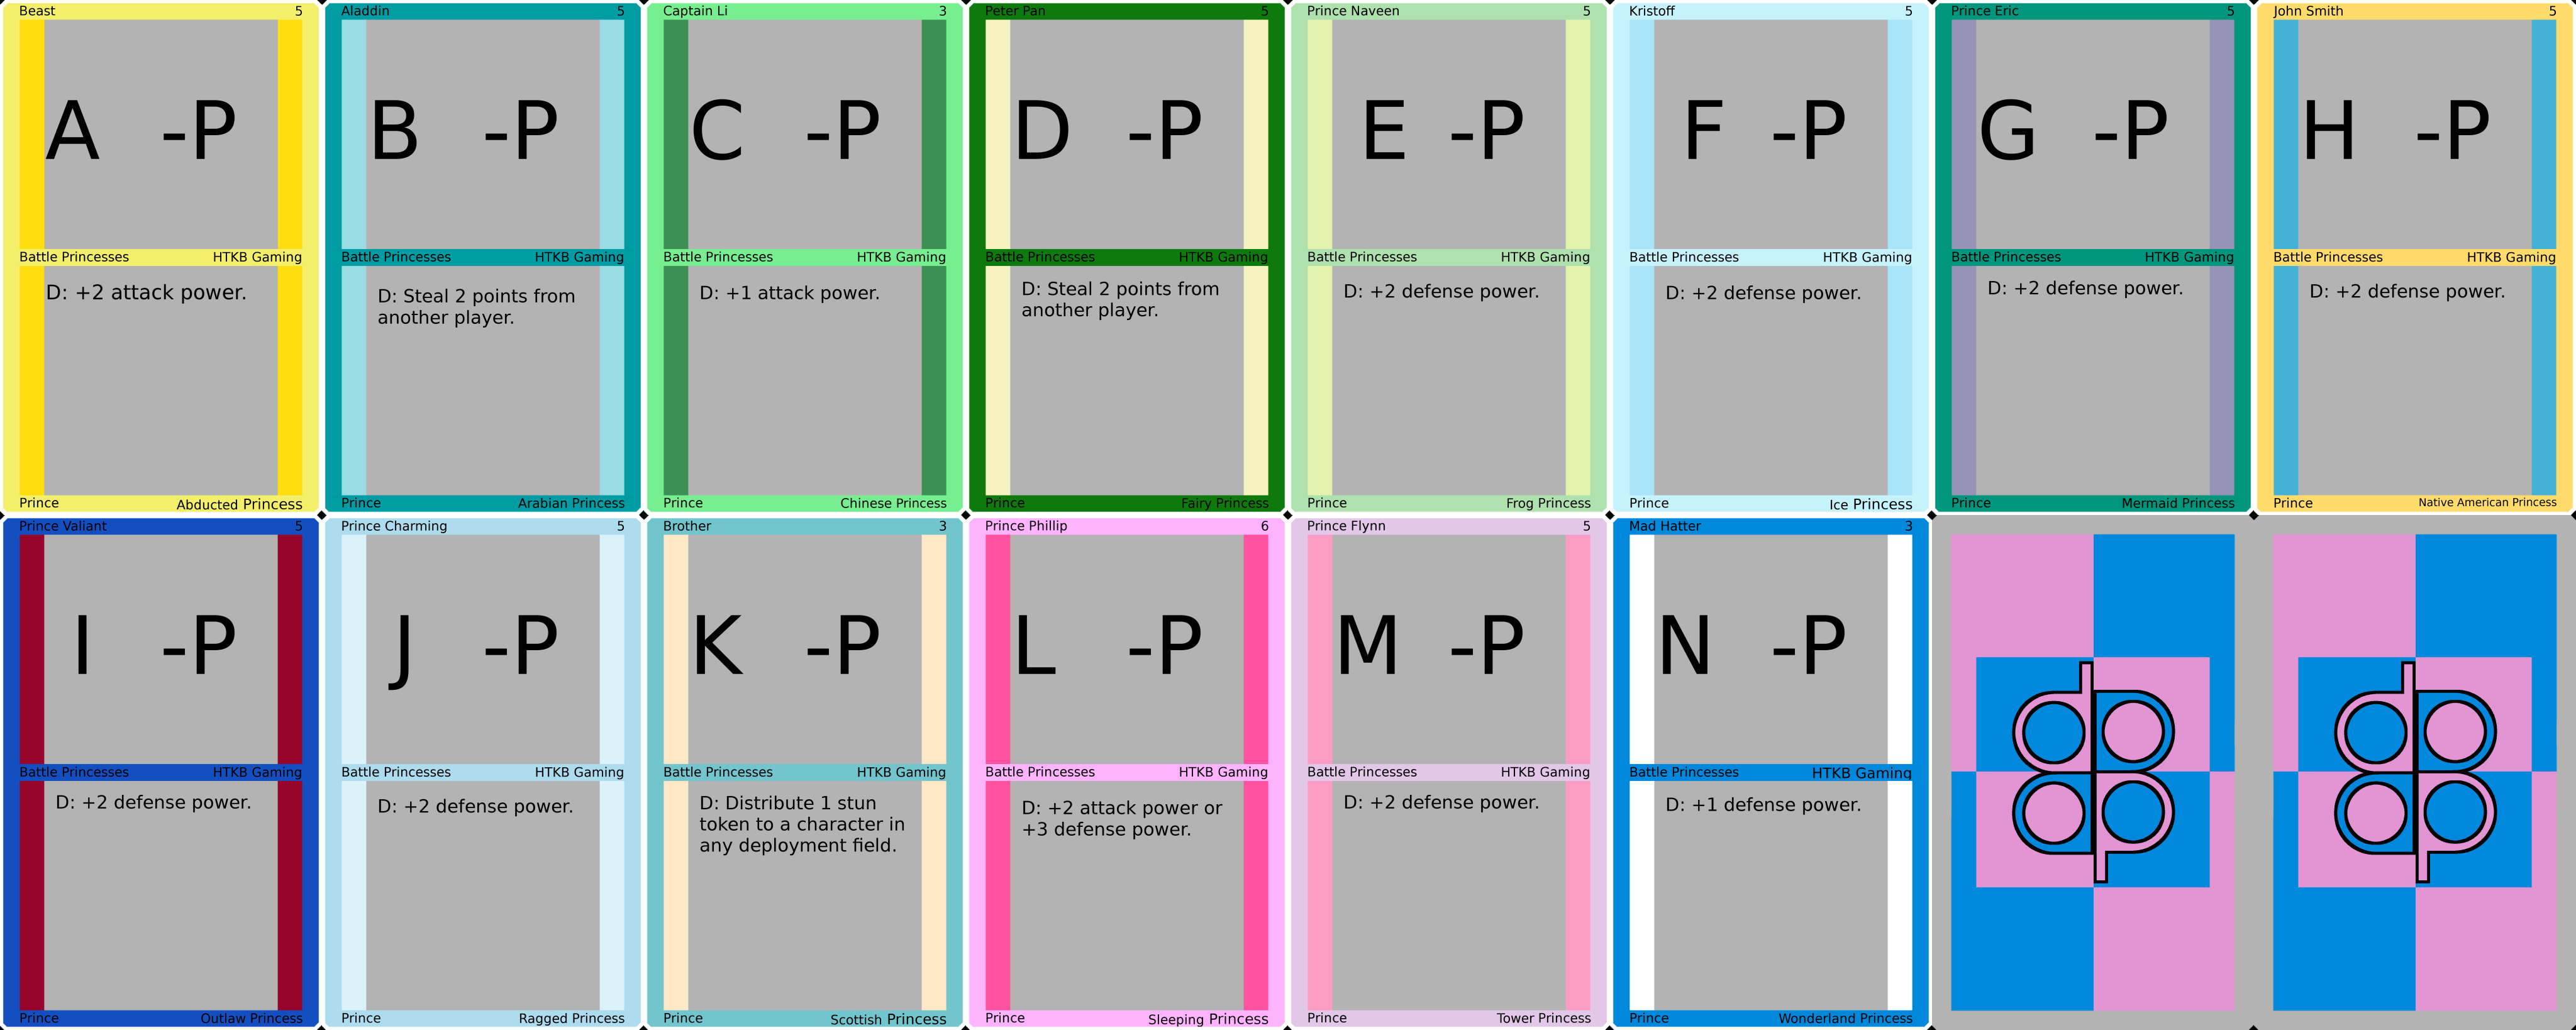 Beast 5
A -P
Battle Princesses HTKB Gaming
D: +2 attack power.
Prince Abducted Princess
Aladdin 5
B -P
Battle Princesses HTKB Gaming
D: Steal 2 points from
another player.
Prince Arabian Princess
Captain Li 3
C -P
Battle Princesses HTKB Gaming
D: +1 attack power.
Prince Chinese Princess
Peter Pan 5
D -P
Battle Princesses HTKB Gaming
D: Steal 2 points from
another player.
Prince Fairy Princess
Prince Naveen 5
E -P
Battle Princesses HTKB Gaming
D: +2 defense power.
Prince Frog Princess
Kristoff 5
F -P
Battle Princesses HTKB Gaming
D: +2 defense power.
Prince Ice Princess
Prince Eric 5
G -P
Battle Princesses HTKB Gaming
D: +2 defense power.
Prince Mermaid Princess
John Smith 5
H -P
Battle Princesses HTKB Gaming
D: +2 defense power.
Prince Native American Princess
Prince Valiant 5
I -P
Battle Princesses HTKB Gaming
D: +2 defense power.
Prince Outlaw Princess
Prince Charming 5
J -P
Battle Princesses HTKB Gaming
D: +2 defense power.
Prince Ragged Princess
Brother 3
K -P
Battle Princesses HTKB Gaming
D: Distribute 1 stun
token to a character in
any deployment field.
Prince Scottish Princess
Prince Phillip 6
L -P
Battle Princesses HTKB Gaming
D: +2 attack power or
+3 defense power.
Prince Sleeping Princess
Prince Flynn 5
M -P
Battle Princesses HTKB Gaming
D: +2 defense power.
Prince Tower Princess
Mad Hatter 3
N -P
Battle Princesses HTKB Gaming
D: +1 defense power.
Prince Wonderland Princess